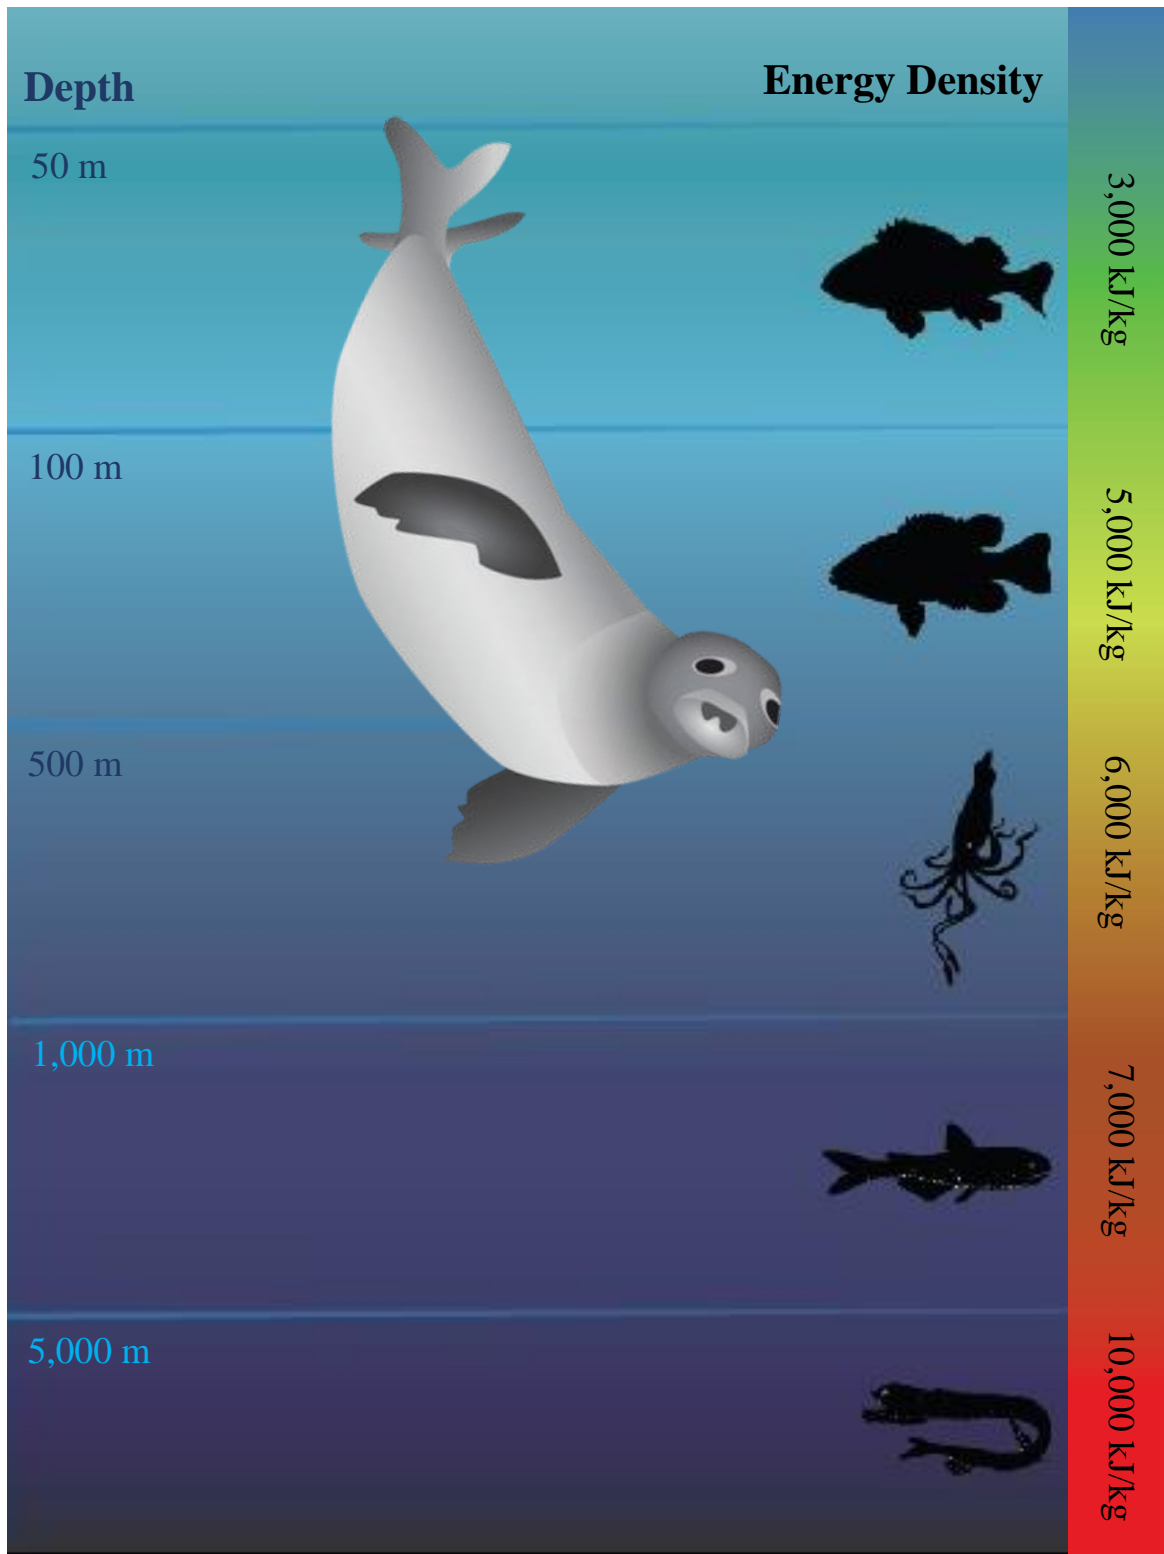 Depth
Energy Density
50 m
3,000 kJ/kg
100 m
5,000 kJ/kg
500 m
6,000 kJ/kg
1,000 m
7,000 kJ/kg
5,000 m
10,000 kJ/kg